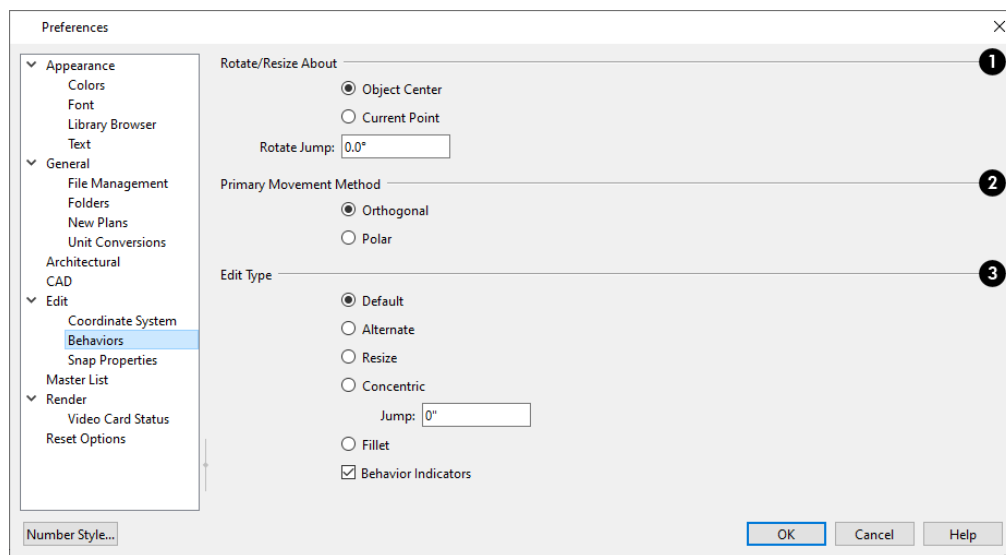 Preferences
Appearance
Colors
Font
Library Browser
Text
General
File Management
Folders
New Plans
Unit Conversions
Architectural
CAD
Edit
Coordinate System
Behaviors
Snap Properties
Master List
Render
Video Card Status
Reset Options
Rotate/Resize About 1
Object Center
Current Point
Rotate Jump: 0.0°
Primary Movement Method 2
Orthogonal
Polar
Edit Type 3
Default
Alternate
Resize
Concentric
Jump: 0"
Fillet
Behavior Indicators
Number Style... OK Cancel Help